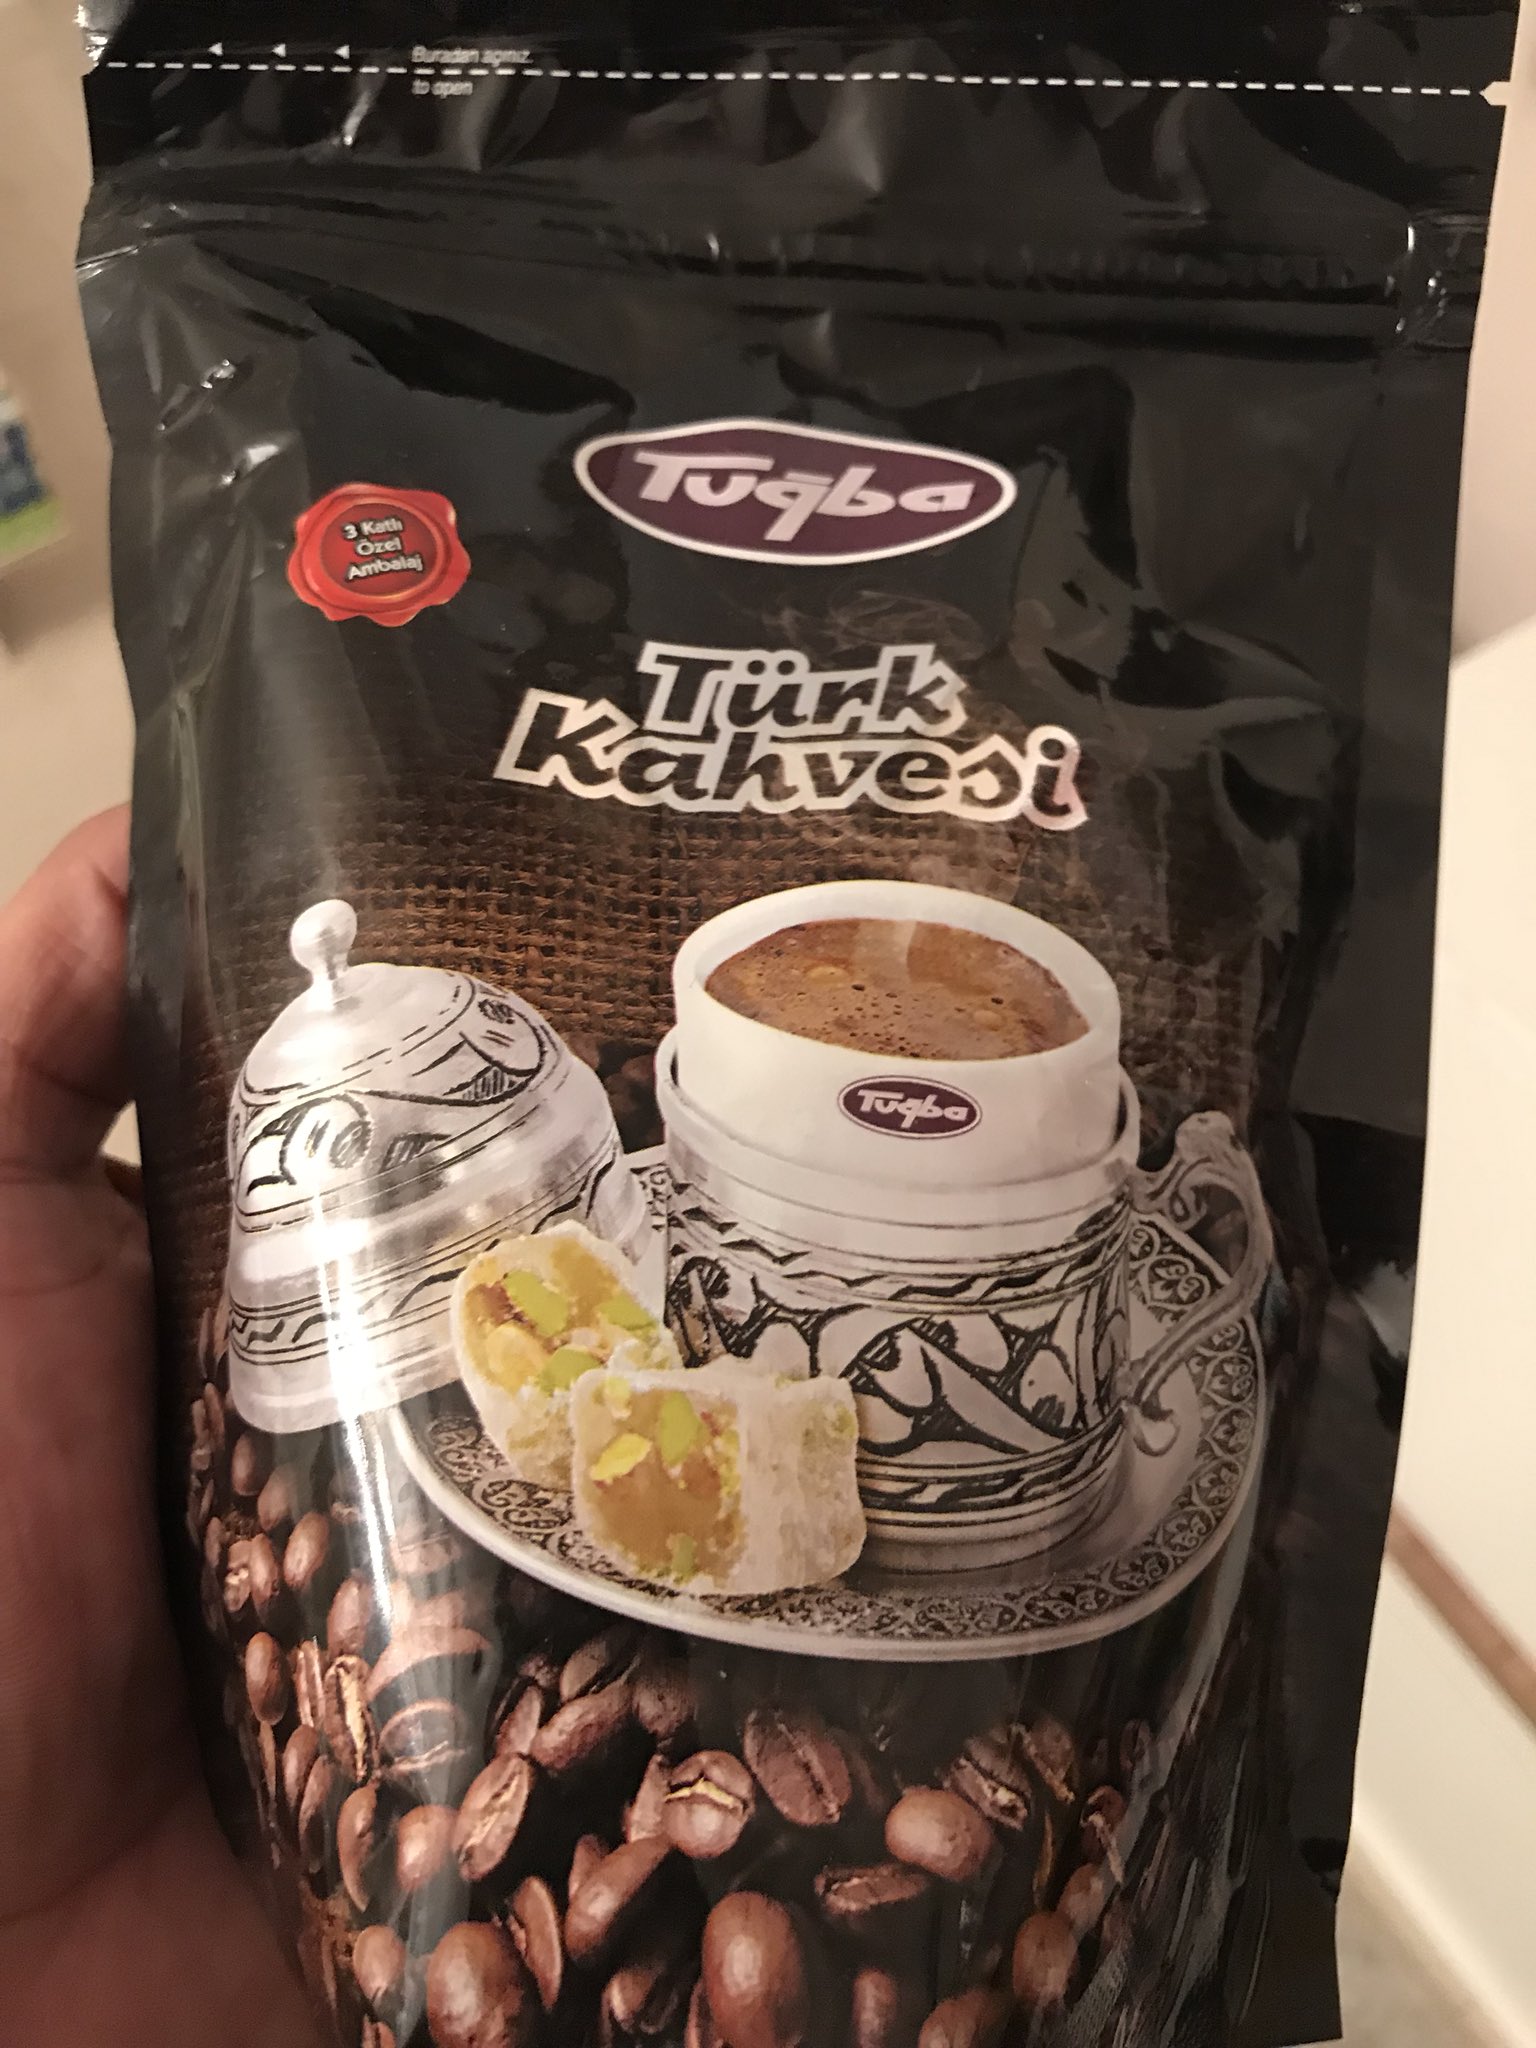 Buradan açınız.
to open
Tuğba
3 Katlı
Özel
Ambalaj
Türk
Kahvesi
Tuğba